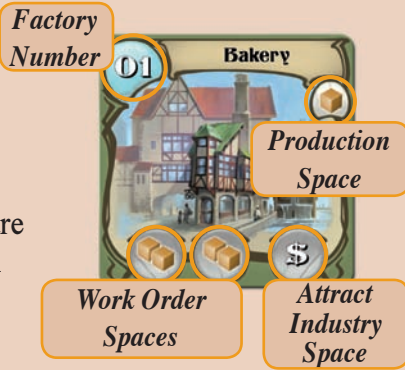 Factory
Number
01
Bakery
Production
Space
re
$
Work Order
Spaces
Attract
Industry
Space